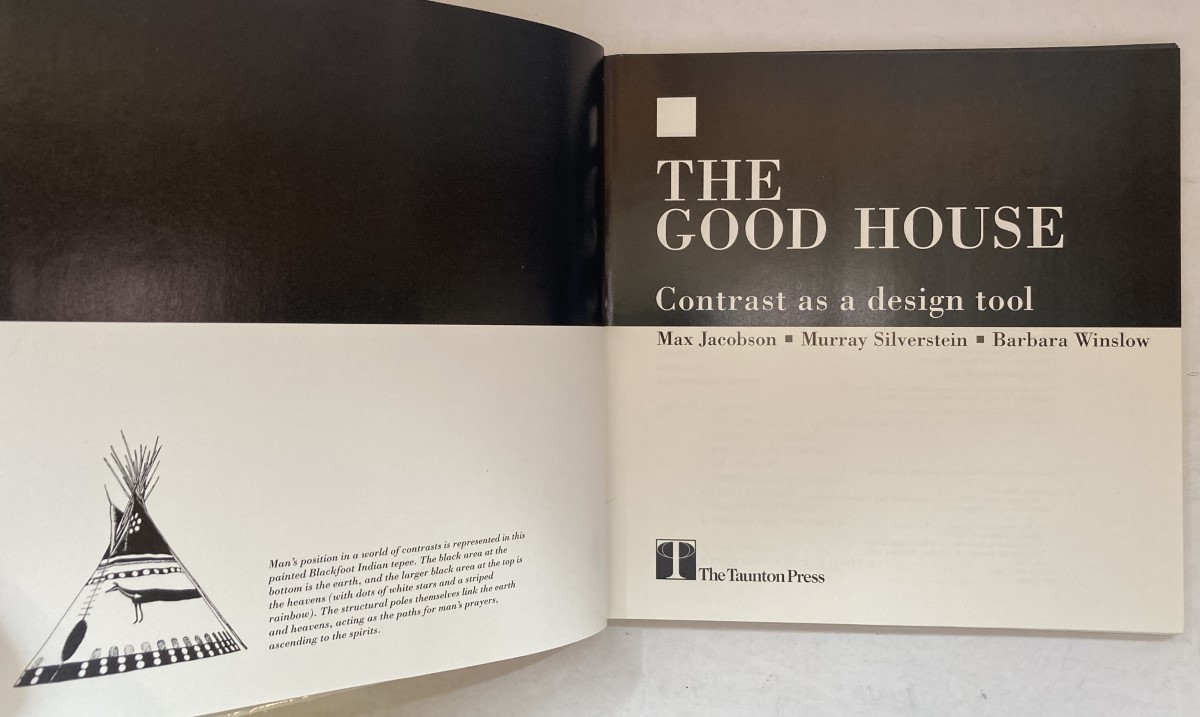 Man's position in a world of contrasts is represented in this
painted Blackfoot Indian tepee. The black area at the
bottom is the earth, and the larger black area at the top is
the heavens (with dots of white stars and a striped
rainbow). The structural poles themselves link the earth
and heavens, acting as the paths for man's prayers,
ascending to the spirits.
THE
GOOD HOUSE
Contrast as a design tool
Max Jacobson ▪ Murray Silverstein ▪ Barbara Winslow
T The Taunton Press